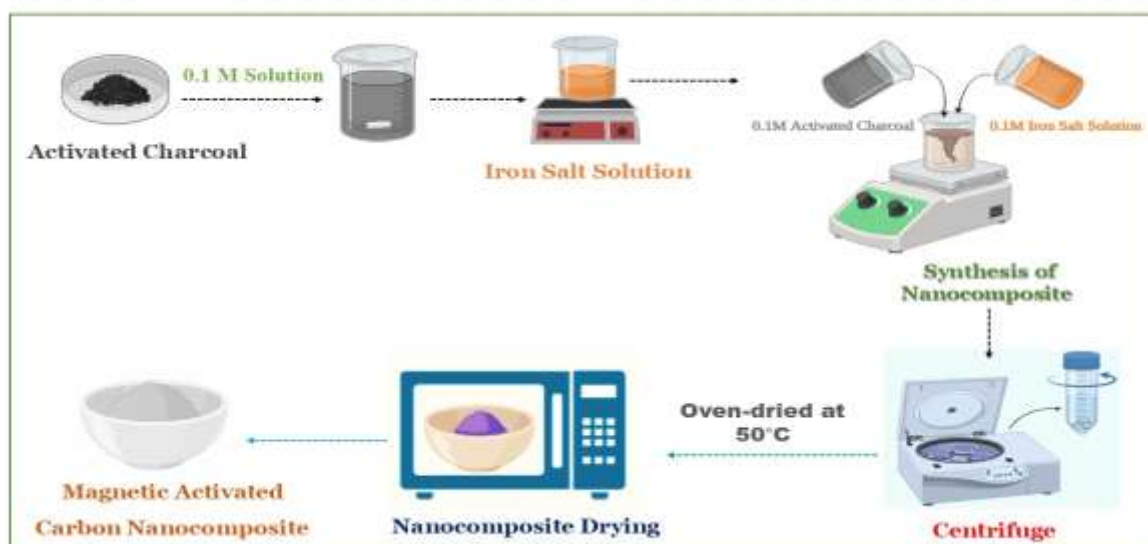 0.1 M Solution
Activated Charcoal
Iron Salt Solution
0.1M Activated Charcoal
0.1M Iron Salt Solution
Synthesis of
Nanocomposite
Centrifuge
Oven-dried at
50°C
Nanocomposite Drying
Magnetic Activated
Carbon Nanocomposite